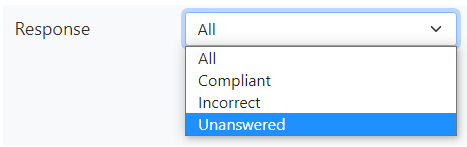 Response All
All
Compliant
Incorrect
Unanswered